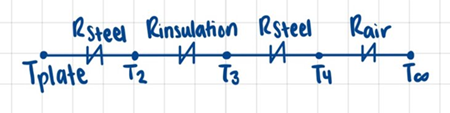 Rsteel Rinsulation Rsteel Rair
Tplate T2 T3 T4 T∞